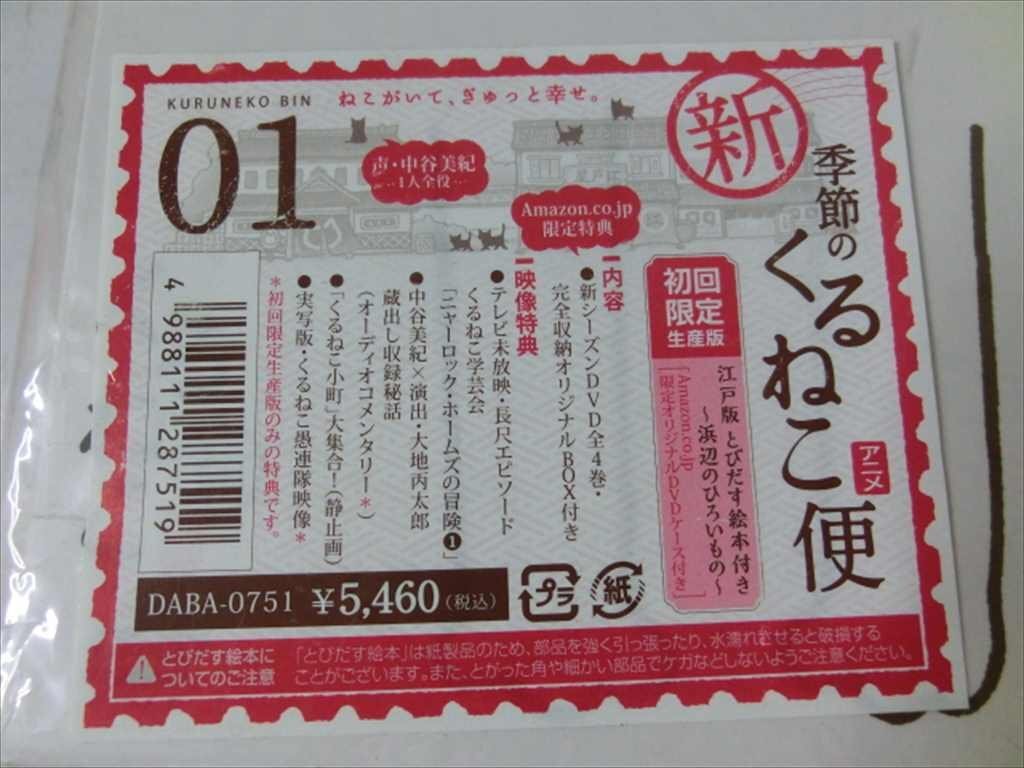 KURUNEKO BIN
ねこがいて、ぎゅっと幸せ。
01
新
季節の
くるねこ便
アニメ
声・中谷美紀
…1人全役…
Amazon.co.jp
限定特典
初回
限定
生産版
江戸版 とびだす絵本付き
～浜辺のひろいもの～
「Amazon.co.jp
限定オリジナルDVDケース付き」
内容
●新シーズンDVD全4巻・
完全収納オリジナルBOX付き
映像特典
●テレビ未放映・長尺エピソード
くるねこ学芸会
「ニャーロック・ホームズの冒険❶」
●中谷美紀×演出・大地丙太郎
蔵出し収録秘話
(オーディオコメンタリー*)
●「くるねこ小町」大集合!(静止画)
●実写版・くるねこ愚連隊映像*
*初回限定生産版のみの特典です。
4 988111 287519
DABA-0751 ¥5,460(税込)
プラ
紙
とびだす絵本に
ついてのご注意
「とびだす絵本」は紙製品のため、部品を強く引っ張ったり、水濡れさせると破損する
ことがございます。また、とがった角や細かい部品でケガなどしないようご注意ください。